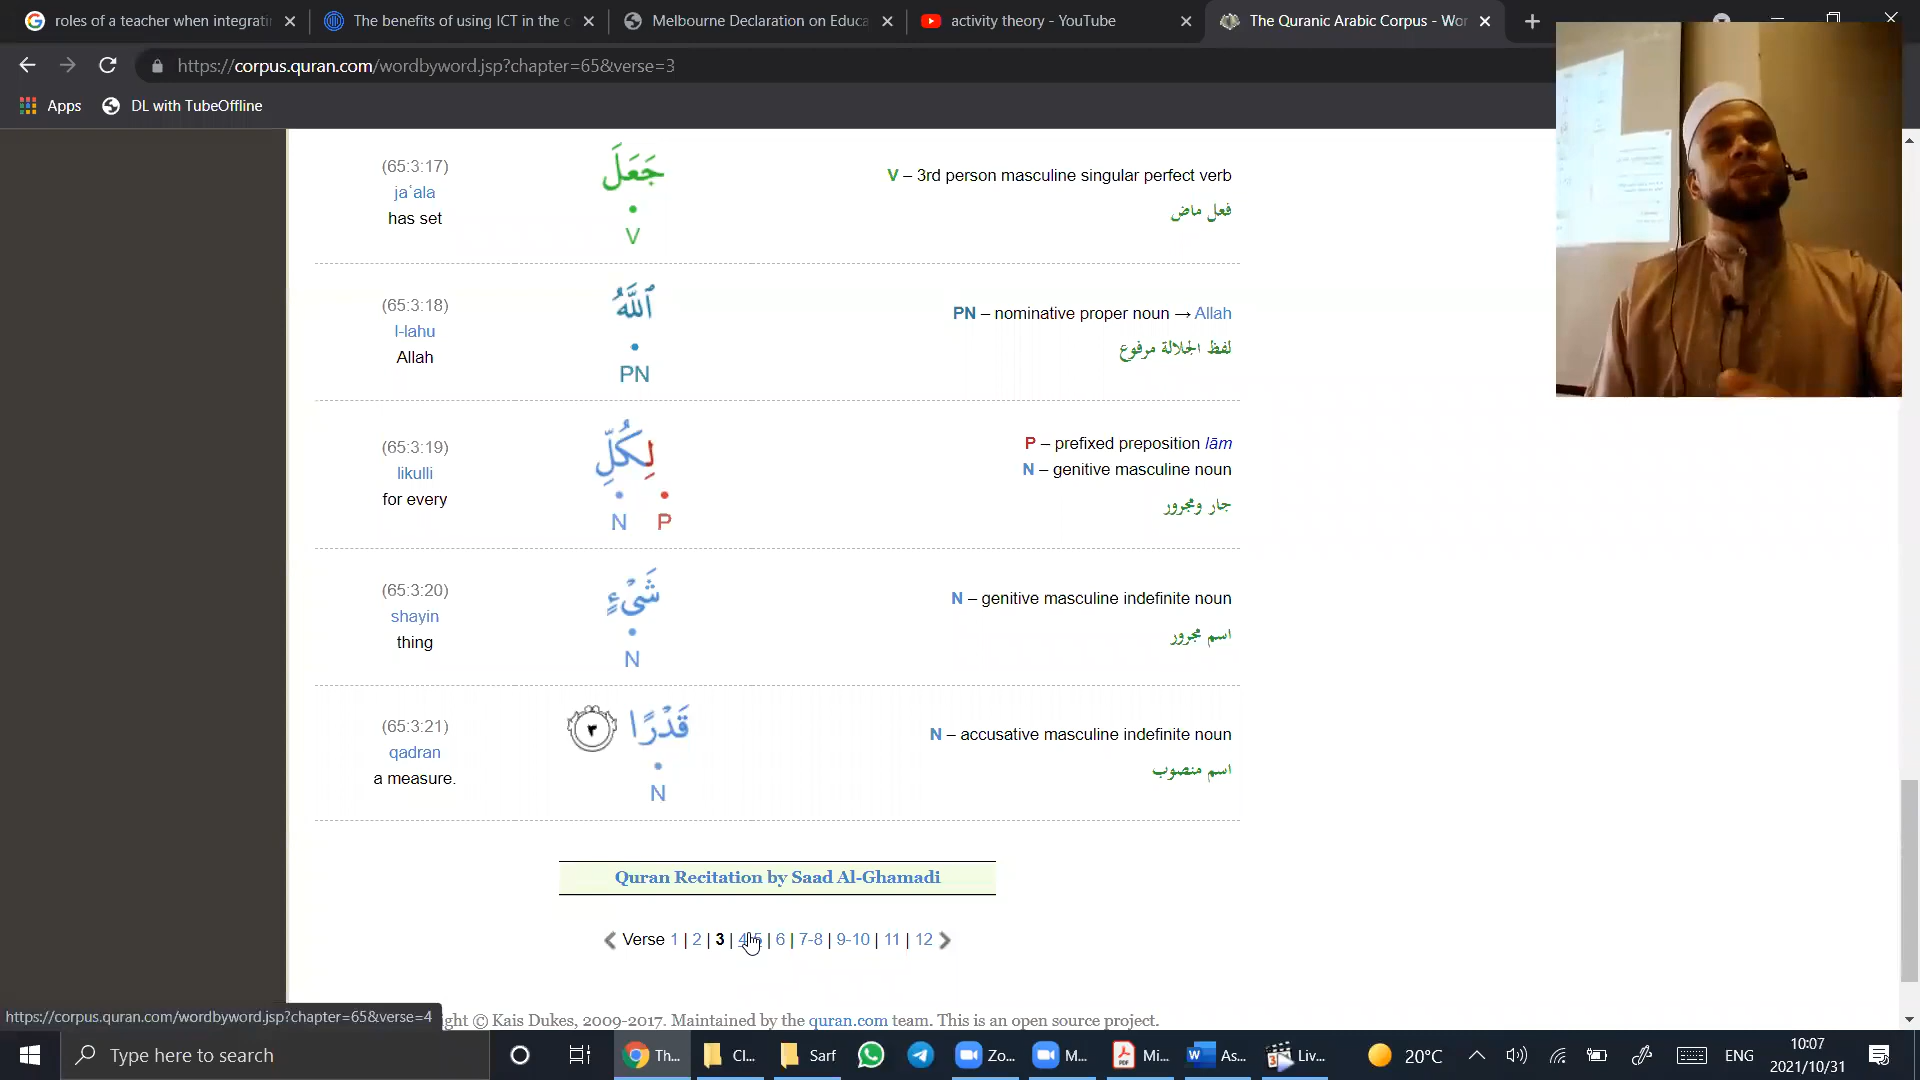 roles of a teacher when integrati
The benefits of using ICT in the c
Melbourne Declaration on Educa
activity theory - YouTube
The Quranic Arabic Corpus - Wor
https://corpus.quran.com/wordbyword.jsp?chapter=65&verse=3
Apps
DL with TubeOffline
(65:3:17)
ja'ala
has set
جَعَلَ
V
V – 3rd person masculine singular perfect verb
فعل ماض
(65:3:18)
l-lahu
Allah
ٱللَّهُ
PN
PN – nominative proper noun → Allah
لفظ الجلالة مرفوع
(65:3:19)
likulli
for every
لِكُلِّ
N P
P – prefixed preposition lām
N – genitive masculine noun
جار ومجرور
(65:3:20)
shayin
thing
شَىْءٍ
N
N – genitive masculine indefinite noun
اسم مجرور
(65:3:21)
qadran
a measure.
قَدْرًا ٣
N
N – accusative masculine indefinite noun
اسم منصوب
Quran Recitation by Saad Al-Ghamadi
Verse 1 | 2 | 3 | 4-5 | 6 | 7-8 | 9-10 | 11 | 12
https://corpus.quran.com/wordbyword.jsp?chapter=65&verse=4
ght © Kais Dukes, 2009-2017. Maintained by the quran.com team. This is an open source project.
Type here to search
Th...
Cl...
Sarf
Zo...
M...
Mi...
As...
Liv...
20°C
ENG
10:07
2021/10/31